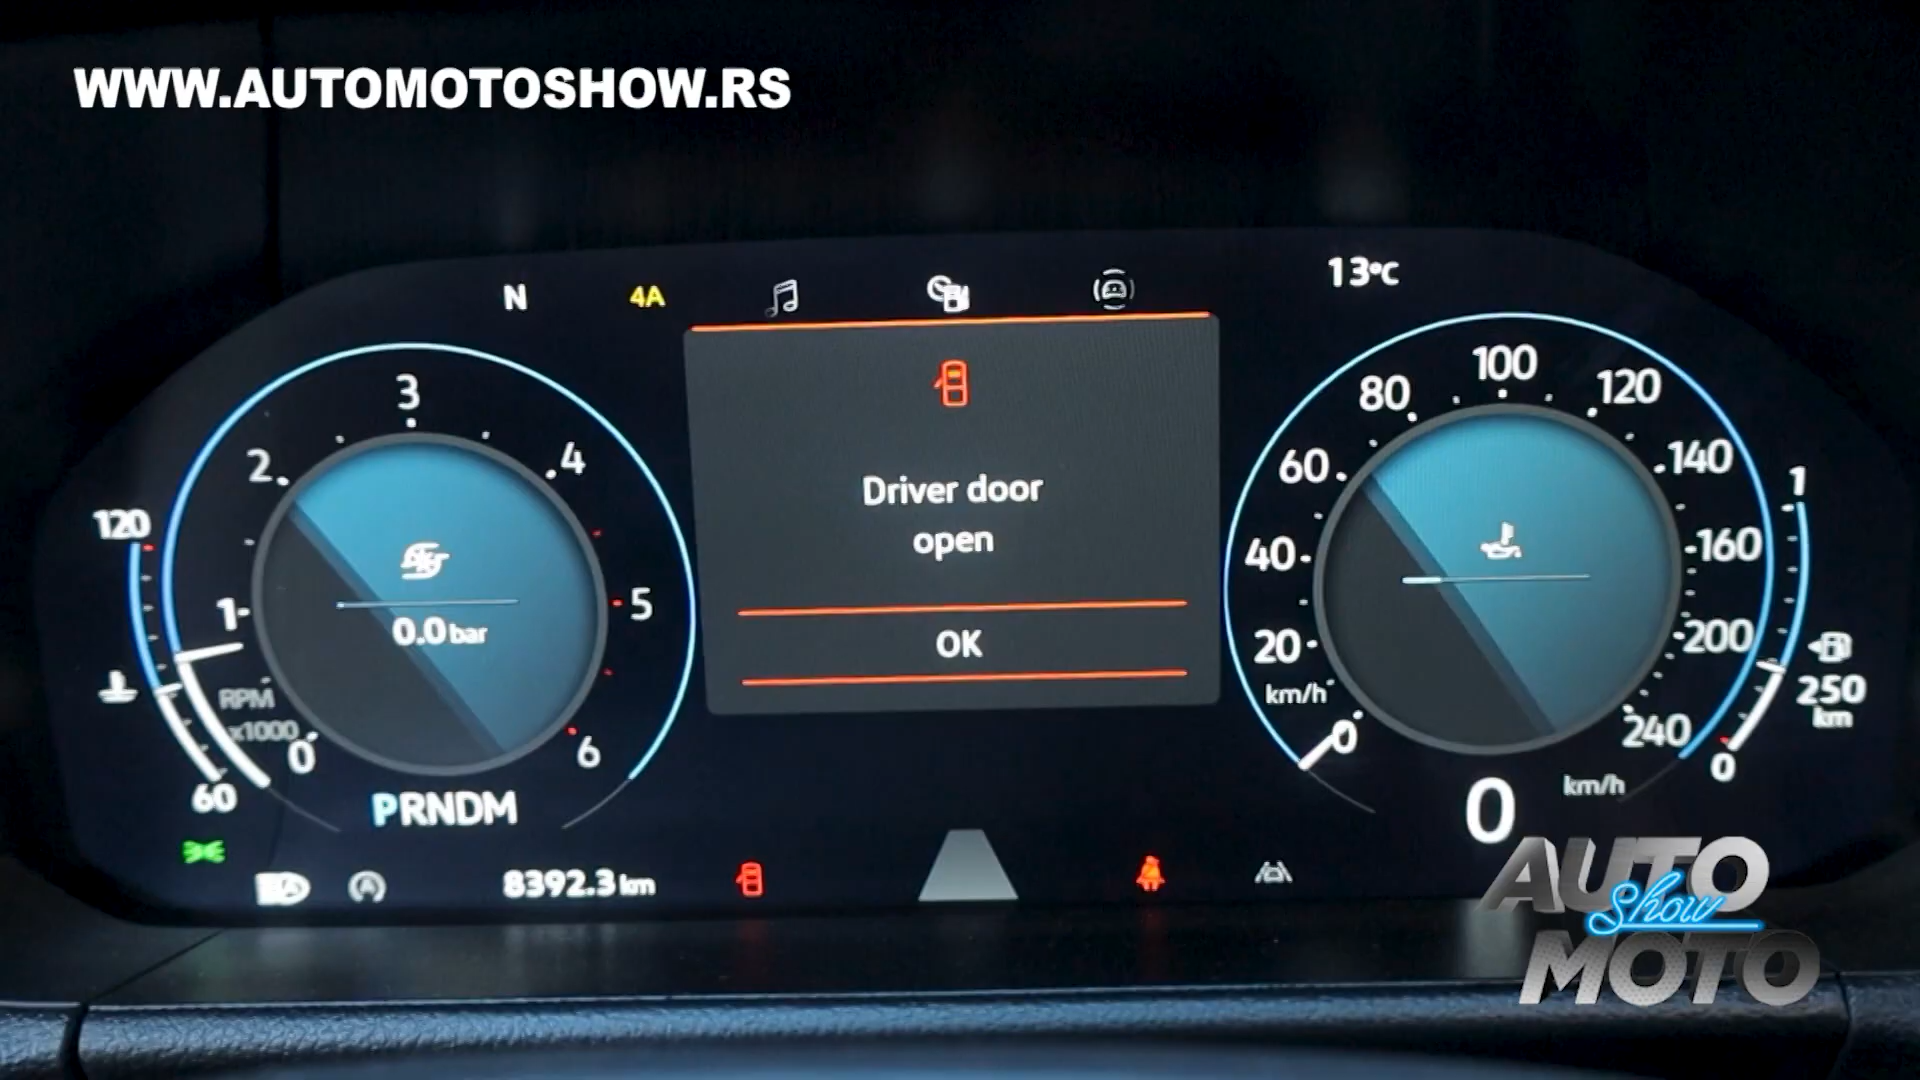 WWW.AUTOMOTOSHOW.RS
N 4A 13°C
Driver door
open
OK
120
60
0 1 2 3 4 5 6
RPM
x1000
0.0 bar
PRNDM
0 20 40 60 80 100 120 140 160 200 240
km/h
0 km/h
1
250
km
0
A
A
8392.3 km
AUTO
Show
MOTO